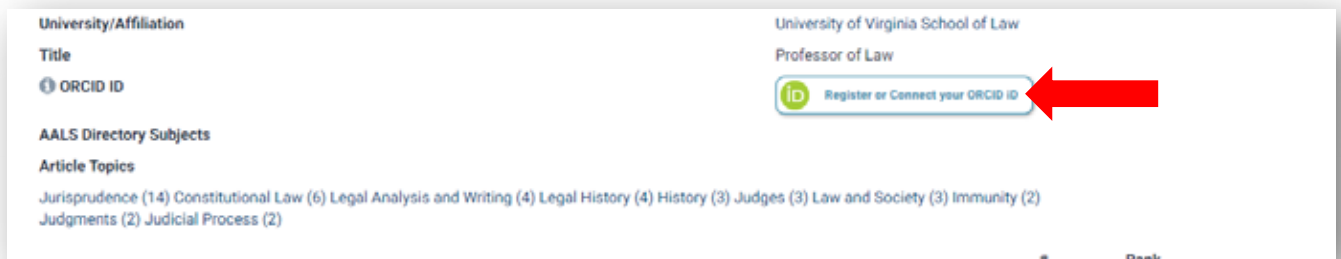 University/Affiliation University of Virginia School of Law
Title Professor of Law
ORCID ID iD Register or Connect your ORCID iD
AALS Directory Subjects
Article Topics
Jurisprudence (14) Constitutional Law (6) Legal Analysis and Writing (4) Legal History (4) History (3) Judges (3) Law and Society (3) Immunity (2)
Judgments (2) Judicial Process (2)
# Rank